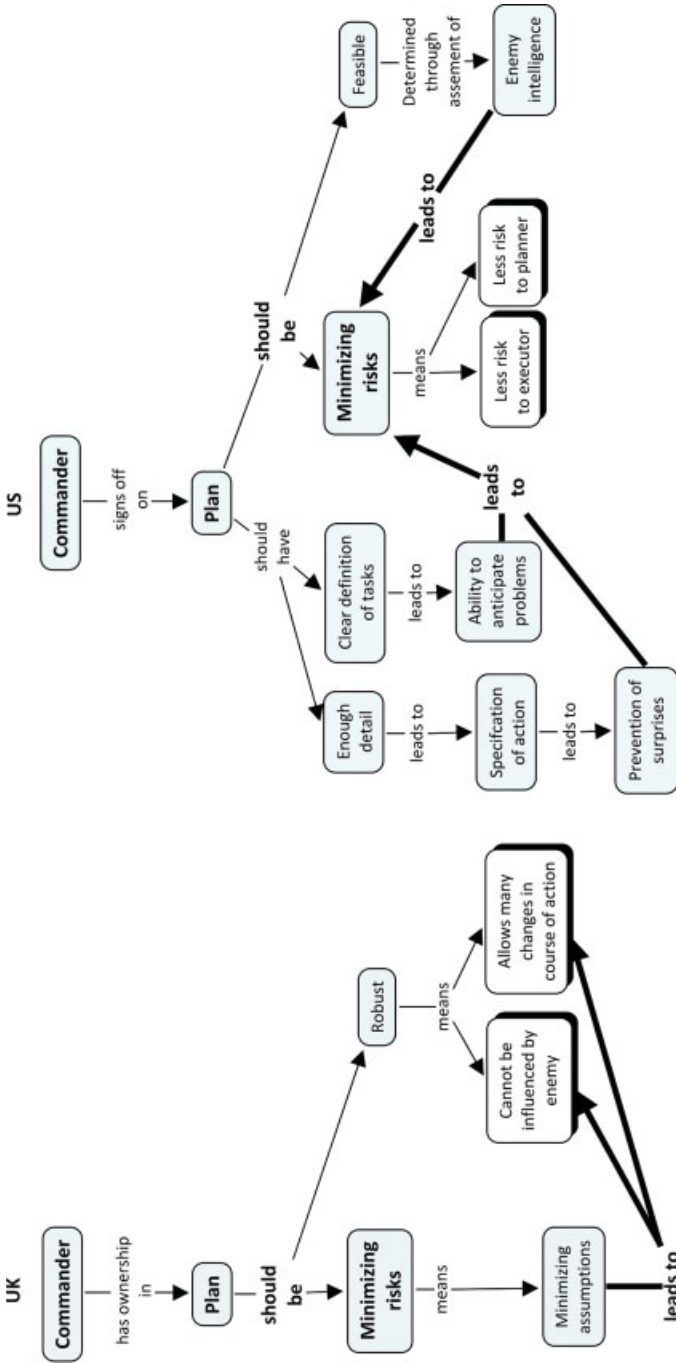 UK
Commander
has ownership
in
Plan
should
be
Minimizing
risks
means
Minimizing
assumptions
leads to
Robust
means
Cannot be
influenced by
enemy
Allows many
changes in
course of action
US
Commander
signs off
on
Plan
should
have
Enough
detail
leads to
Specifcation
of action
leads to
Prevention of
surprises
Clear definition
of tasks
leads to
Ability to
anticipate
problems
leads
to
should
be
Minimizing
risks
means
Less risk
to executor
Less risk
to planner
Feasible
Determined
through
assement of
Enemy
intelligence
leads to